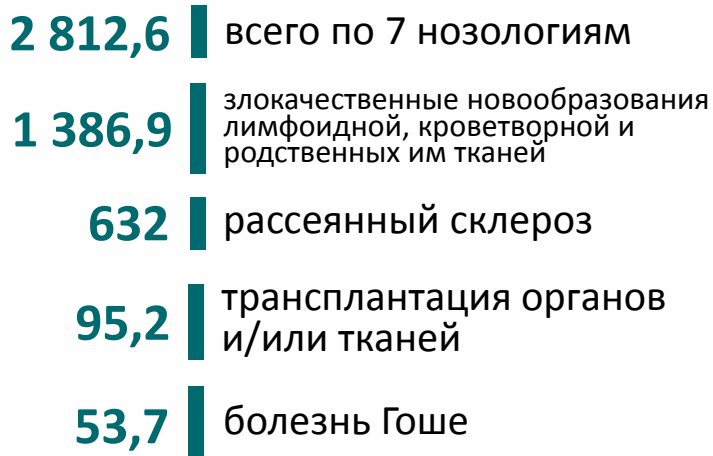 2 812,6 всего по 7 нозологиям
1 386,9 злокачественные новообразования
лимфоидной, кроветворной и
родственных им тканей
632 рассеянный склероз
95,2 трансплантация органов
и/или тканей
53,7 болезнь Гоше